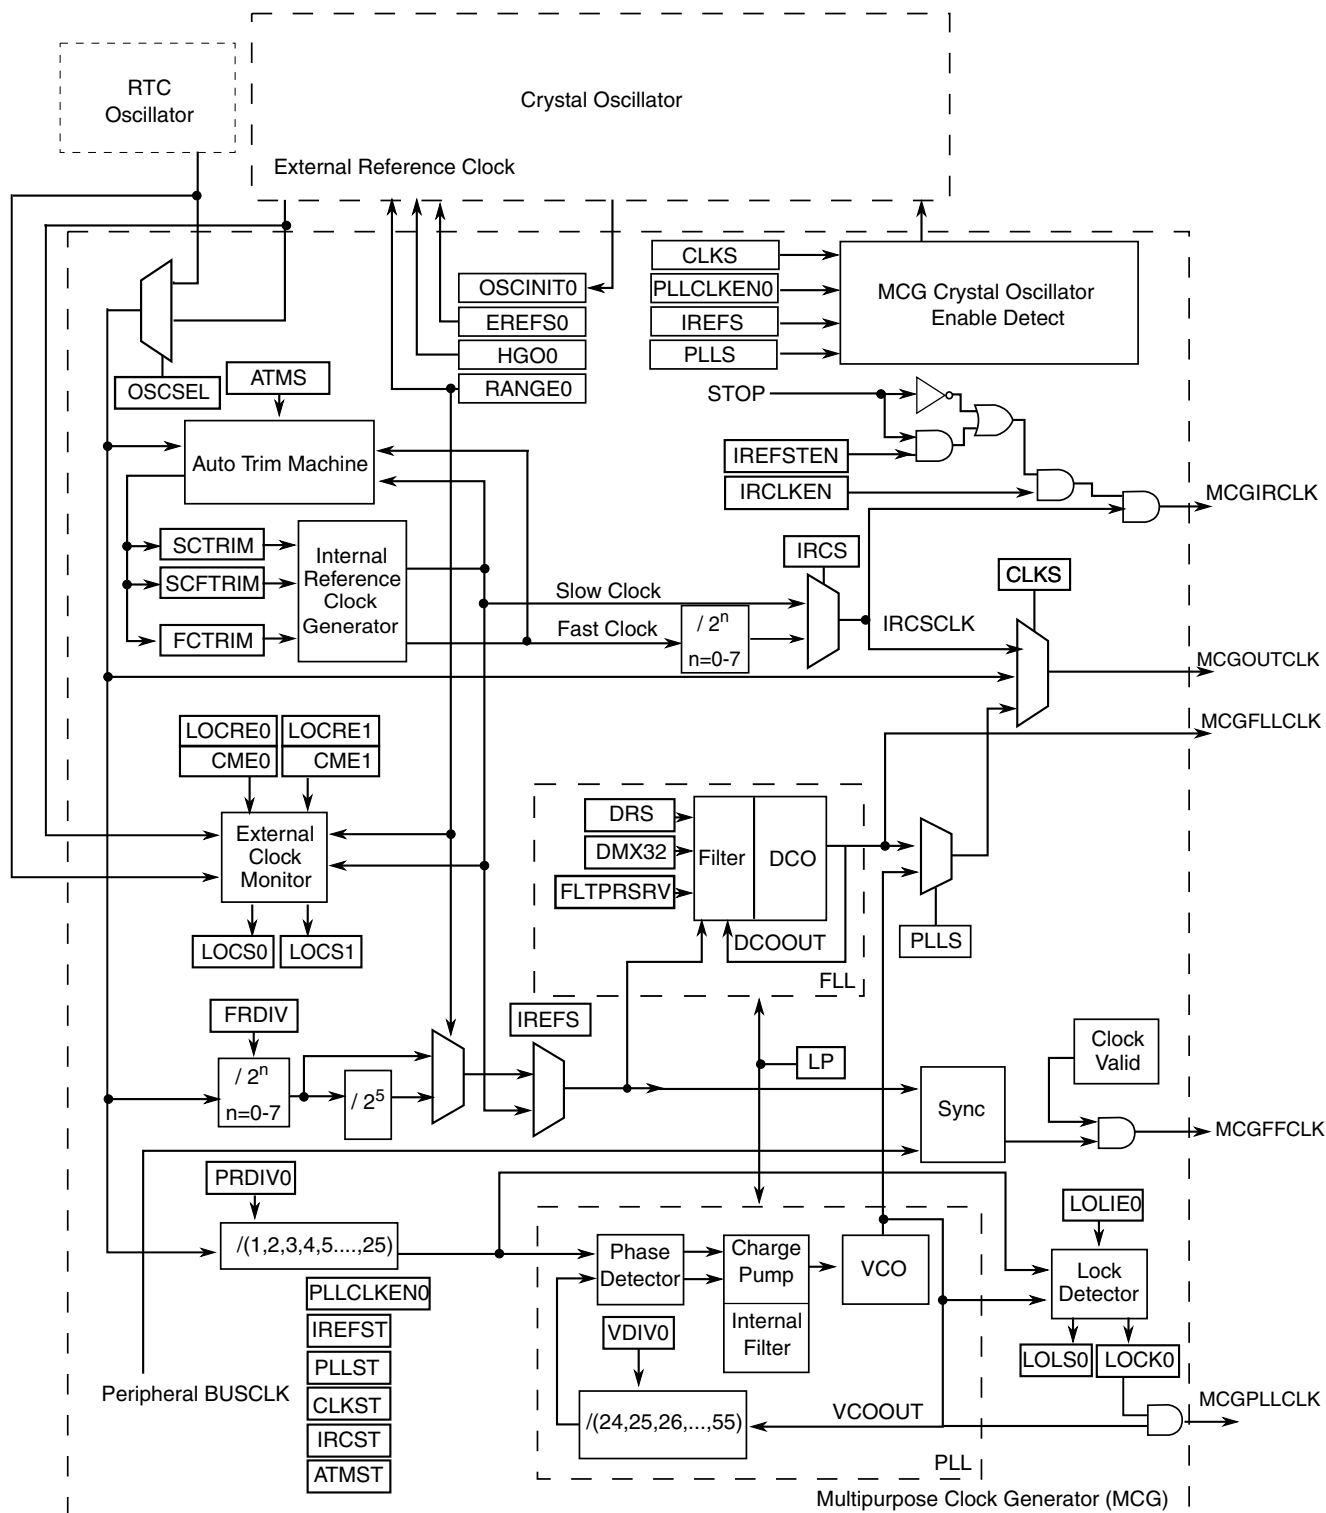 RTC
Oscillator
Crystal Oscillator
External Reference Clock
CLKS
OSCINIT0
PLLCLKEN0
MCG Crystal Oscillator
Enable Detect
EREFS0
IREFS
HGO0
PLLS
ATMS
OSCSEL
RANGE0
STOP
Auto Trim Machine
IREFSTEN
IRCLKEN
MCGIRCLK
SCTRIM
SCFTRIM
FCTRIM
Internal
Reference
Clock
Generator
IRCS
CLKS
Slow Clock
Fast Clock
/ 2n
n=0-7
IRCSCLK
MCGOUTCLK
LOCRE0
LOCRE1
CME0
CME1
MCGFLLCLK
External
Clock
Monitor
DRS
DMX32
FLTPRSRV
Filter
DCO
DCOOUT
FLL
PLLS
LOCS0
LOCS1
FRDIV
IREFS
/ 2n
n=0-7
/ 25
LP
Clock
Valid
Sync
MCGFFCLK
PRDIV0
/(1,2,3,4,5....,25)
LOLIE0
Phase
Detector
Charge
Pump
Internal
Filter
VCO
Lock
Detector
PLLCLKEN0
IREFST
PLLST
CLKST
IRCST
ATMST
VDIV0
LOLS0
LOCK0
Peripheral BUSCLK
/(24,25,26,...,55)
VCOOUT
MCGPLLCLK
PLL
Multipurpose Clock Generator (MCG)